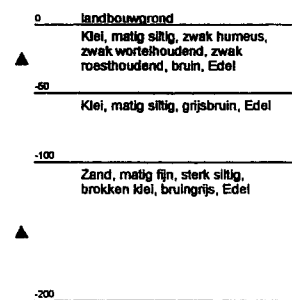 0 landbouwgrond
Klei, matig siltig, zwak humeus,
zwak wortelhoudend, zwak
roesthoudend, bruin, Edel
-50
Klei, matig siltig, grijsbruin, Edel
-100
Zand, matig fijn, sterk siltig,
brokken klei, bruingrijs, Edel
-200